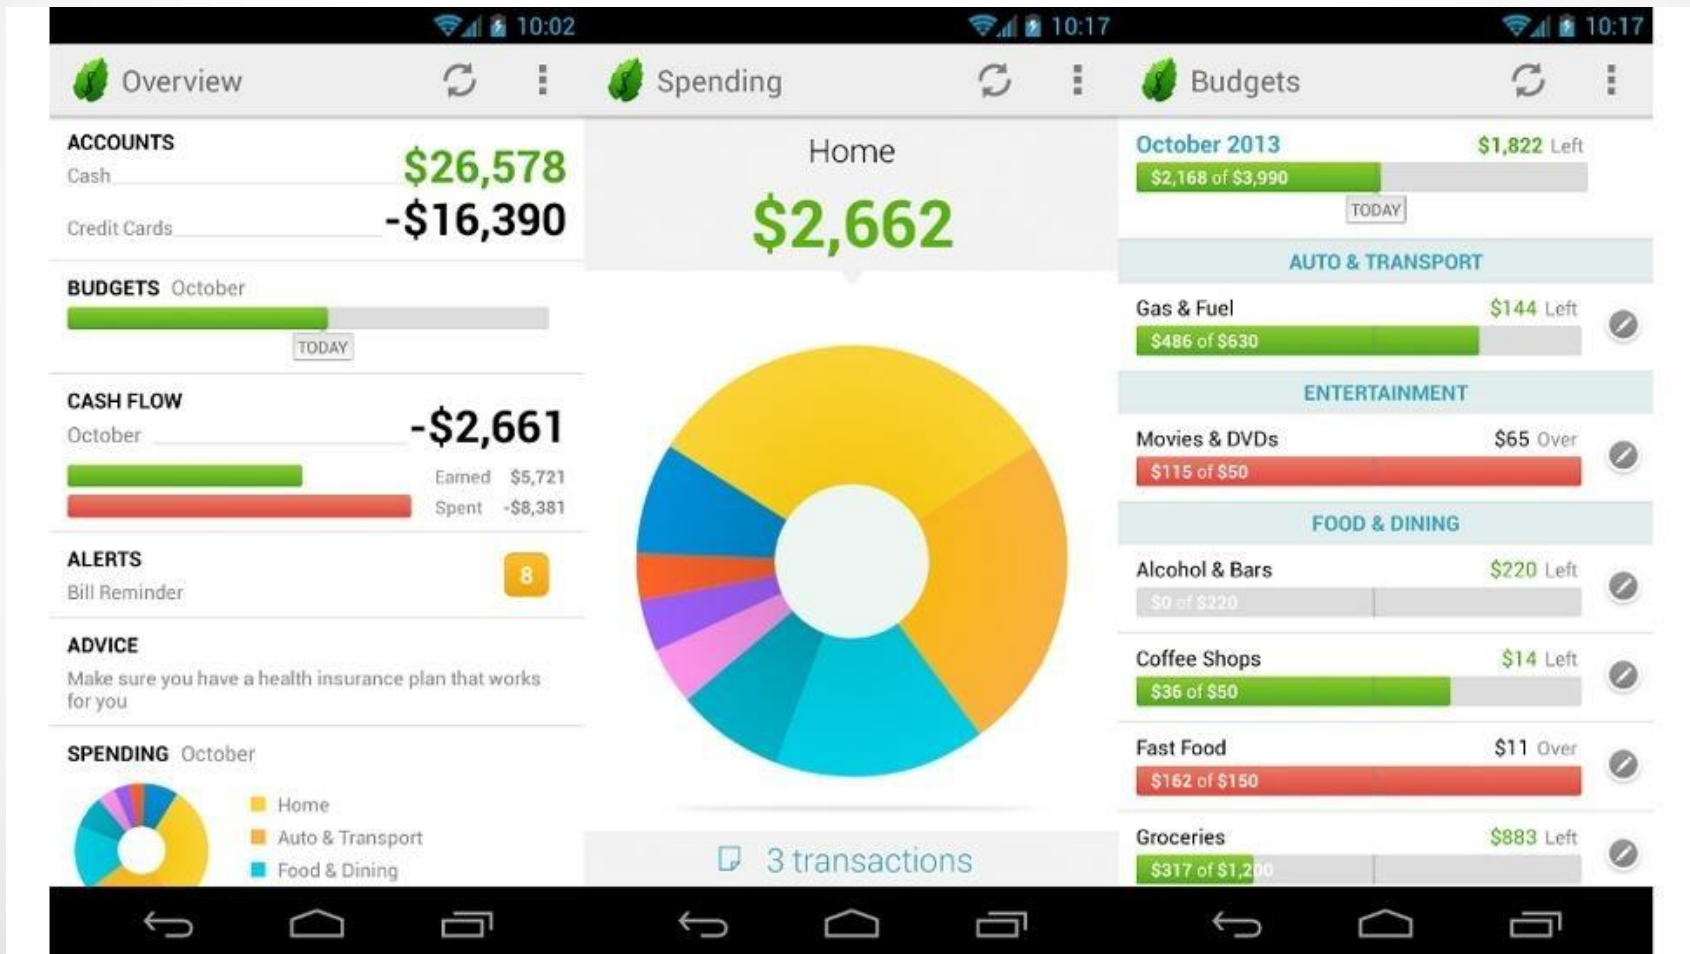 10:02
Overview
ACCOUNTS
Cash $26,578
Credit Cards -$16,390
BUDGETS October
TODAY
CASH FLOW
October -$2,661
Earned $5,721
Spent -$8,381
ALERTS
Bill Reminder
8
ADVICE
Make sure you have a health insurance plan that works
for you
SPENDING October
Home
Auto & Transport
Food & Dining
10:17
Spending
Home
$2,662
3 transactions
10:17
Budgets
October 2013 $1,822 Left
$2,168 of $3,990
TODAY
AUTO & TRANSPORT
Gas & Fuel $144 Left
$486 of $630
ENTERTAINMENT
Movies & DVDs $65 Over
$115 of $50
FOOD & DINING
Alcohol & Bars $220 Left
$0 of $220
Coffee Shops $14 Left
$36 of $50
Fast Food $11 Over
$162 of $150
Groceries $883 Left
$317 of $1,200